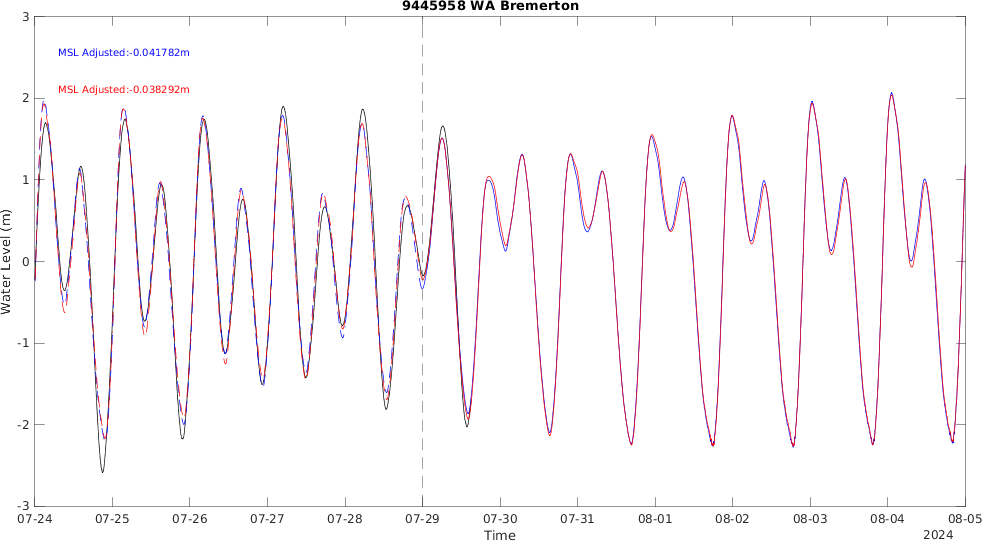 9445958 WA Bremerton
MSL Adjusted:-0.041782m
MSL Adjusted:-0.038292m
Water Level (m)
3
2
1
0
-1
-2
-3
07-24 07-25 07-26 07-27 07-28 07-29 07-30 07-31 08-01 08-02 08-03 08-04 08-05
Time
2024